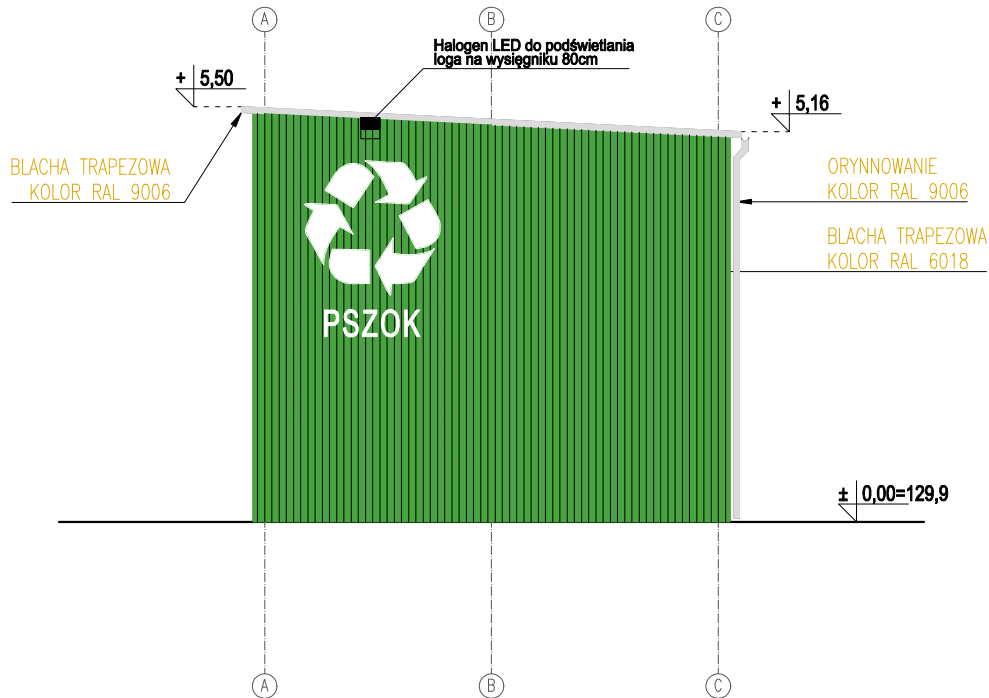 A B C
Halogen LED do podświetlania
loga na wysięgniku 80cm
+ 5,50
+ 5,16
BLACHA TRAPEZOWA
KOLOR RAL 9006
ORYNNOWANIE
KOLOR RAL 9006
BLACHA TRAPEZOWA
KOLOR RAL 6018
PSZOK
± 0,00=129,9
A B C